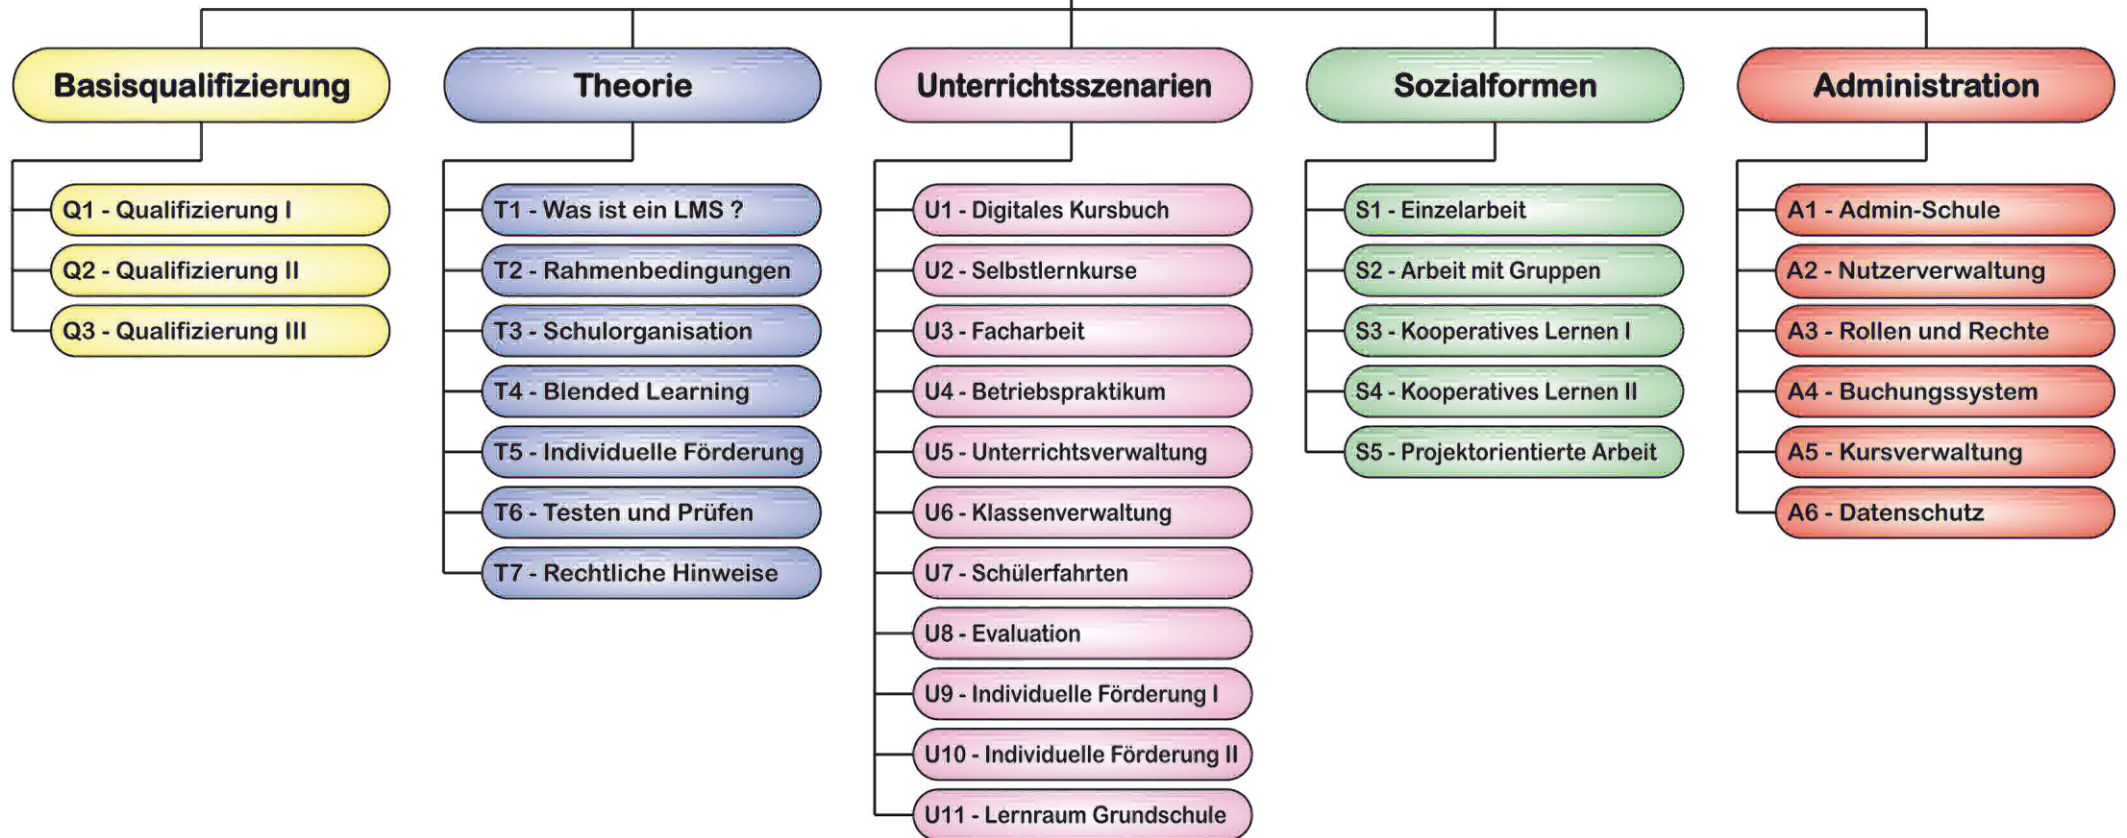 Basisqualifizierung
Q1 - Qualifizierung I
Q2 - Qualifizierung II
Q3 - Qualifizierung III
Theorie
T1 - Was ist ein LMS ?
T2 - Rahmenbedingungen
T3 - Schulorganisation
T4 - Blended Learning
T5 - Individuelle Förderung
T6 - Testen und Prüfen
T7 - Rechtliche Hinweise
Unterrichtsszenarien
U1 - Digitales Kursbuch
U2 - Selbstlernkurse
U3 - Facharbeit
U4 - Betriebspraktikum
U5 - Unterrichtsverwaltung
U6 - Klassenverwaltung
U7 - Schülerfahrten
U8 - Evaluation
U9 - Individuelle Förderung I
U10 - Individuelle Förderung II
U11 - Lernraum Grundschule
Sozialformen
S1 - Einzelarbeit
S2 - Arbeit mit Gruppen
S3 - Kooperatives Lernen I
S4 - Kooperatives Lernen II
S5 - Projektorientierte Arbeit
Administration
A1 - Admin-Schule
A2 - Nutzerverwaltung
A3 - Rollen und Rechte
A4 - Buchungssystem
A5 - Kursverwaltung
A6 - Datenschutz